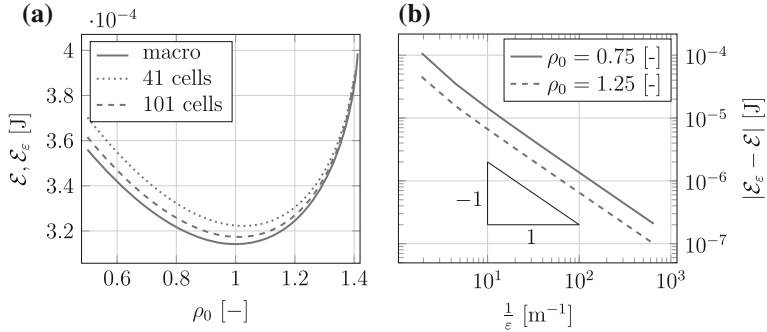 (a)
·10⁻⁴
4
3.8
3.6
3.4
3.2
ℰ, ℰ_ε [J]
macro
41 cells
101 cells
0.6 0.8 1 1.2 1.4
ρ₀ [−]
(b)
ρ₀ = 0.75 [-]
ρ₀ = 1.25 [-]
10⁻⁴
10⁻⁵
10⁻⁶
10⁻⁷
|ℰ_ε − ℰ| [J]
−1
1
10¹ 10² 10³
1/ε [m⁻¹]